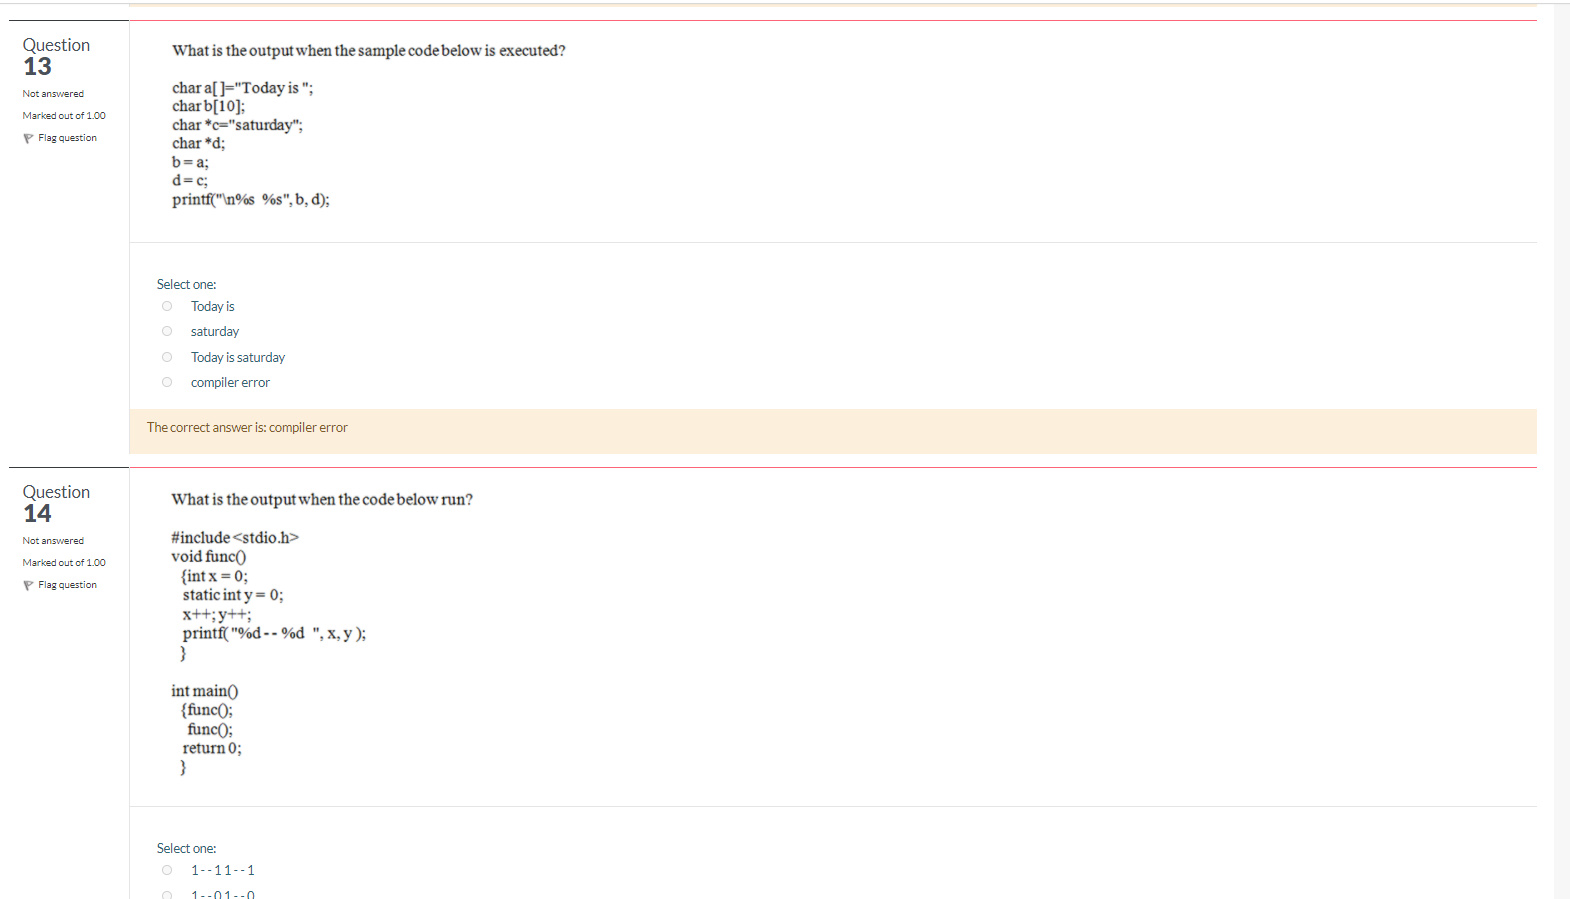 Question
13
Not answered
Marked out of 1.00
Flag question
What is the output when the sample code below is executed?
char a[ ]="Today is ";
char b[10];
char *c="saturday";
char *d;
b = a;
d = c;
printf("\n%s  %s", b, d);
Select one:
Today is
saturday
Today is saturday
compiler error
The correct answer is: compiler error
Question
14
Not answered
Marked out of 1.00
Flag question
What is the output when the code below run?
#include <stdio.h>
void func()
{int x = 0;
static int y = 0;
x++; y++;
printf( "%d -- %d  ", x, y );
}
int main()
{func();
func();
return 0;
}
Select one:
1--1 1--1
1--0 1--0